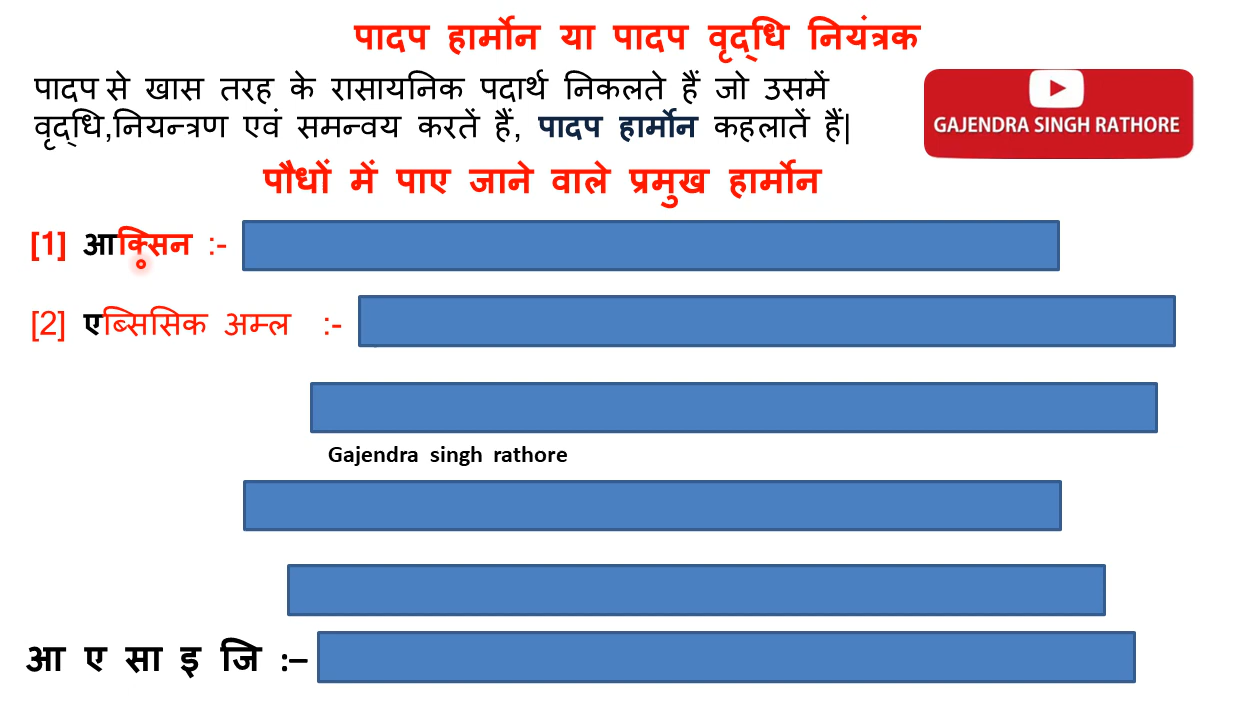 पादप हार्मोन या पादप वृद्धि नियंत्रक
पादप से खास तरह के रासायनिक पदार्थ निकलते हैं जो उसमें
वृद्धि,नियन्त्रण एवं समन्वय करतें हैं, पादप हार्मोन कहलातें हैं|
GAJENDRA SINGH RATHORE
पौधों में पाए जाने वाले प्रमुख हार्मोन
[1] आक्सिन :-
[2] एब्सिसिक अम्ल :-
Gajendra singh rathore
आ ए सा इ जि :–